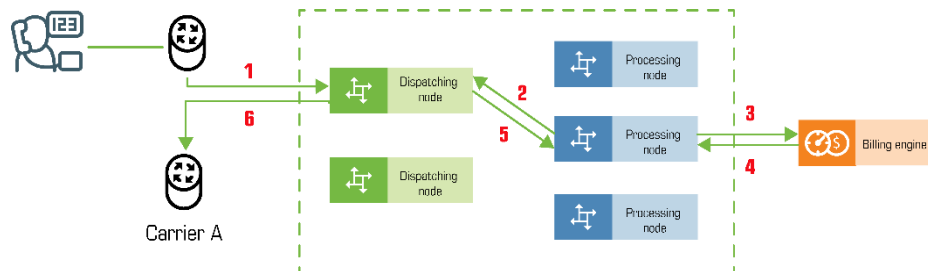 123
Processing
node
1
Dispatching
node
2
3
6
5
Processing
node
$
Billing engine
4
Dispatching
node
Processing
node
Carrier A